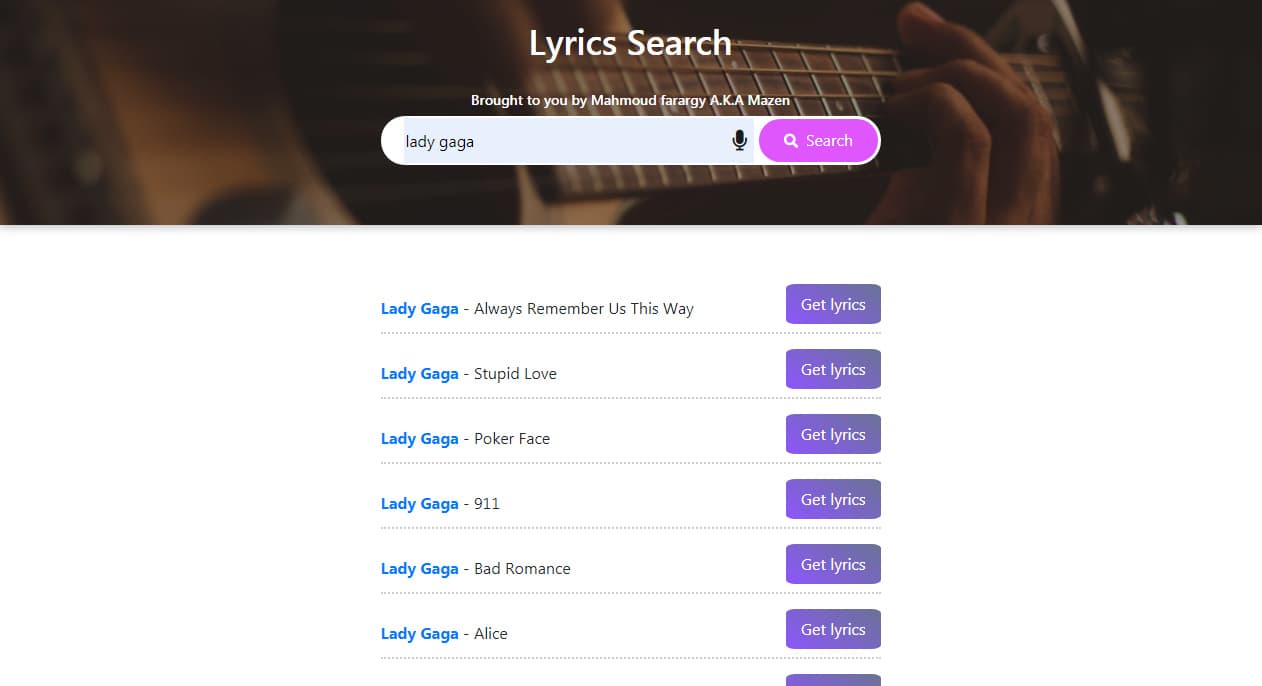 Lyrics Search
Brought to you by Mahmoud farargy A.K.A Mazen
lady gaga Search
Lady Gaga - Always Remember Us This Way Get lyrics
Lady Gaga - Stupid Love Get lyrics
Lady Gaga - Poker Face Get lyrics
Lady Gaga - 911 Get lyrics
Lady Gaga - Bad Romance Get lyrics
Lady Gaga - Alice Get lyrics